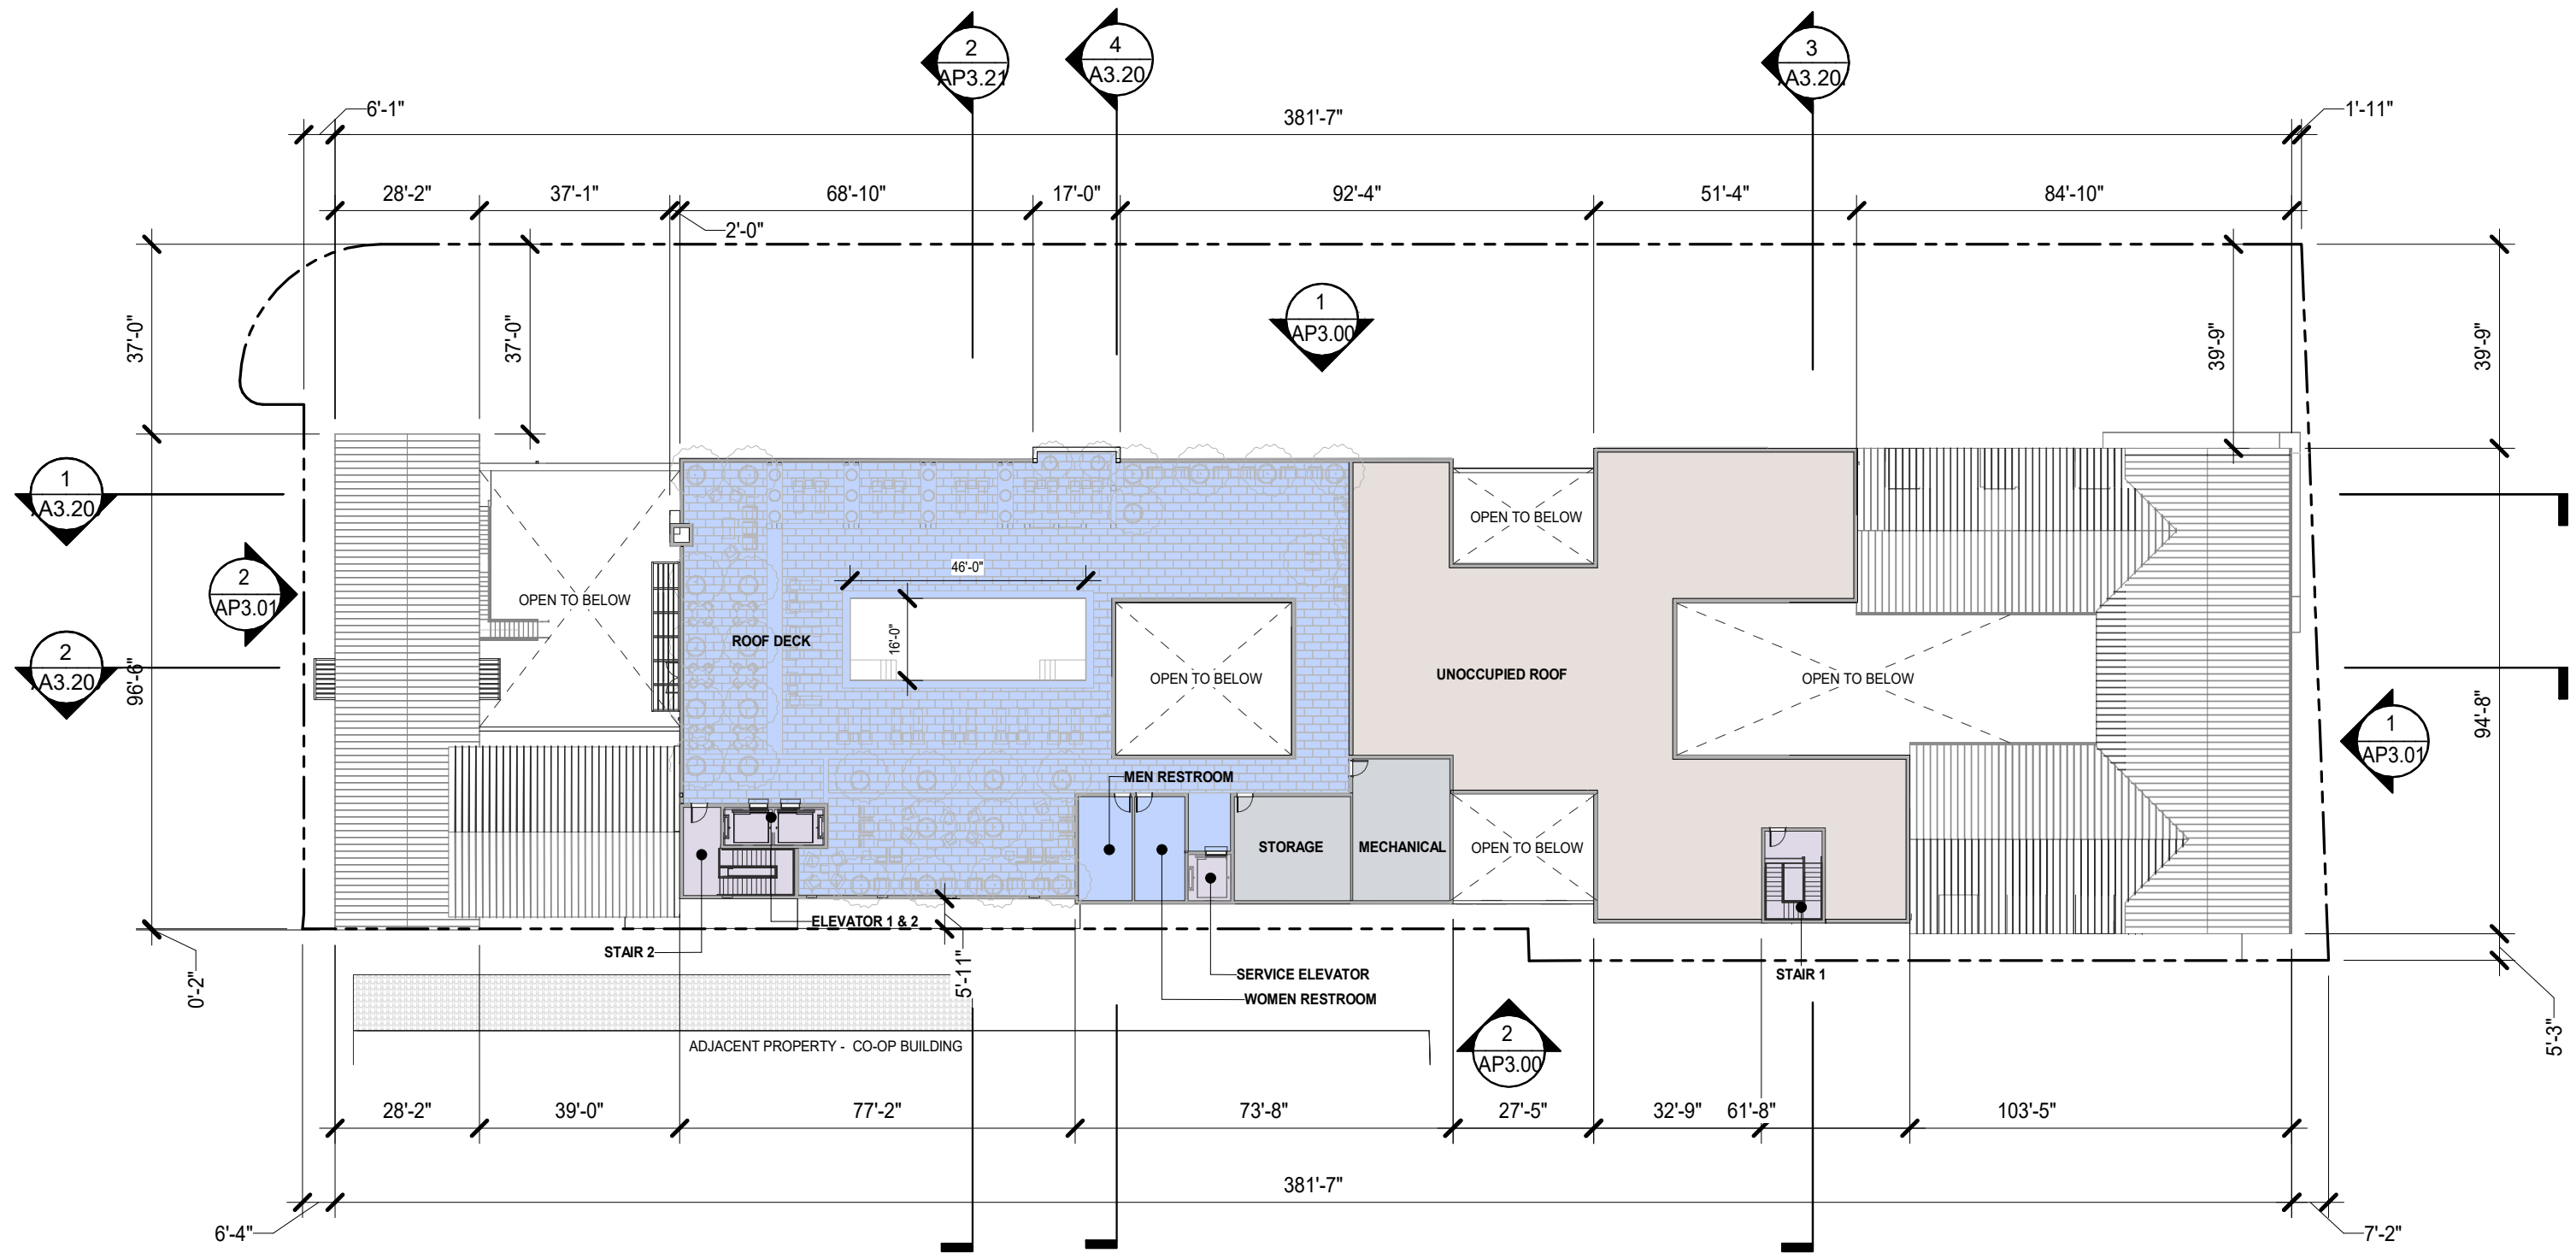 2
AP3.21
4
A3.20
3
A3.20
6'-1"
381'-7"
1'-11"
28'-2"
37'-1"
68'-10"
17'-0"
92'-4"
51'-4"
84'-10"
2'-0"
37'-0"
37'-0"
1
AP3.00
39'-9"
39'-9"
1
A3.20
OPEN TO BELOW
46'-0"
2
AP3.01
OPEN TO BELOW
16'-0"
ROOF DECK
2
A3.20
96'-6"
OPEN TO BELOW
UNOCCUPIED ROOF
OPEN TO BELOW
94'-8"
1
AP3.01
MEN RESTROOM
STORAGE
MECHANICAL
OPEN TO BELOW
ELEVATOR 1 & 2
STAIR 2
0'-2"
5'-11"
SERVICE ELEVATOR
WOMEN RESTROOM
STAIR 1
5'-3"
ADJACENT PROPERTY - CO-OP BUILDING
2
AP3.00
28'-2"
39'-0"
77'-2"
73'-8"
27'-5"
32'-9"
61'-8"
103'-5"
381'-7"
6'-4"
7'-2"